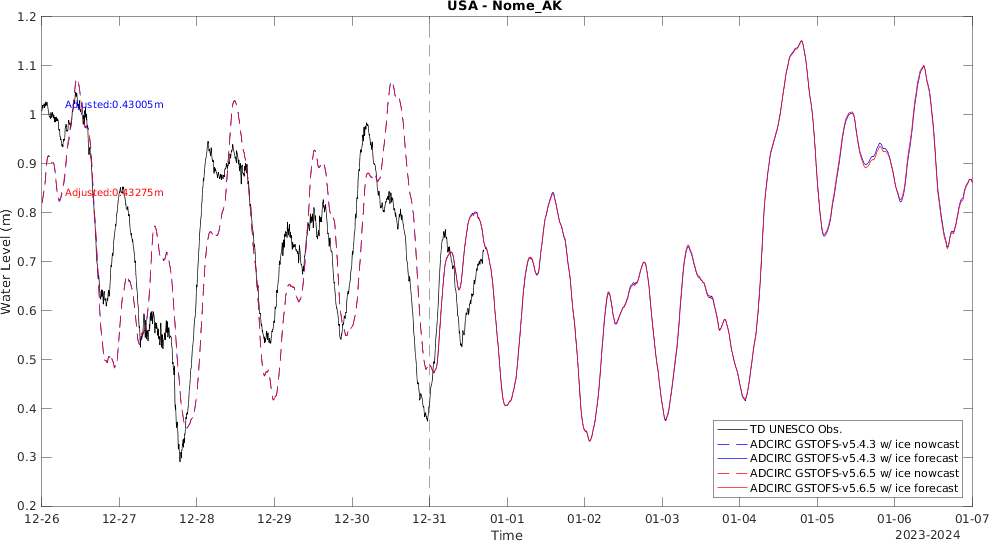 USA - Nome_AK
1.2
1.1
1
0.9
0.8
0.7
0.6
0.5
0.4
0.3
0.2
Water Level (m)
Adjusted:0.43005m
Adjusted:0.43275m
TD UNESCO Obs.
ADCIRC GSTOFS-v5.4.3 w/ ice nowcast
ADCIRC GSTOFS-v5.4.3 w/ ice forecast
ADCIRC GSTOFS-v5.6.5 w/ ice nowcast
ADCIRC GSTOFS-v5.6.5 w/ ice forecast
12-26 12-27 12-28 12-29 12-30 12-31 01-01 01-02 01-03 01-04 01-05 01-06 01-07
Time
2023-2024